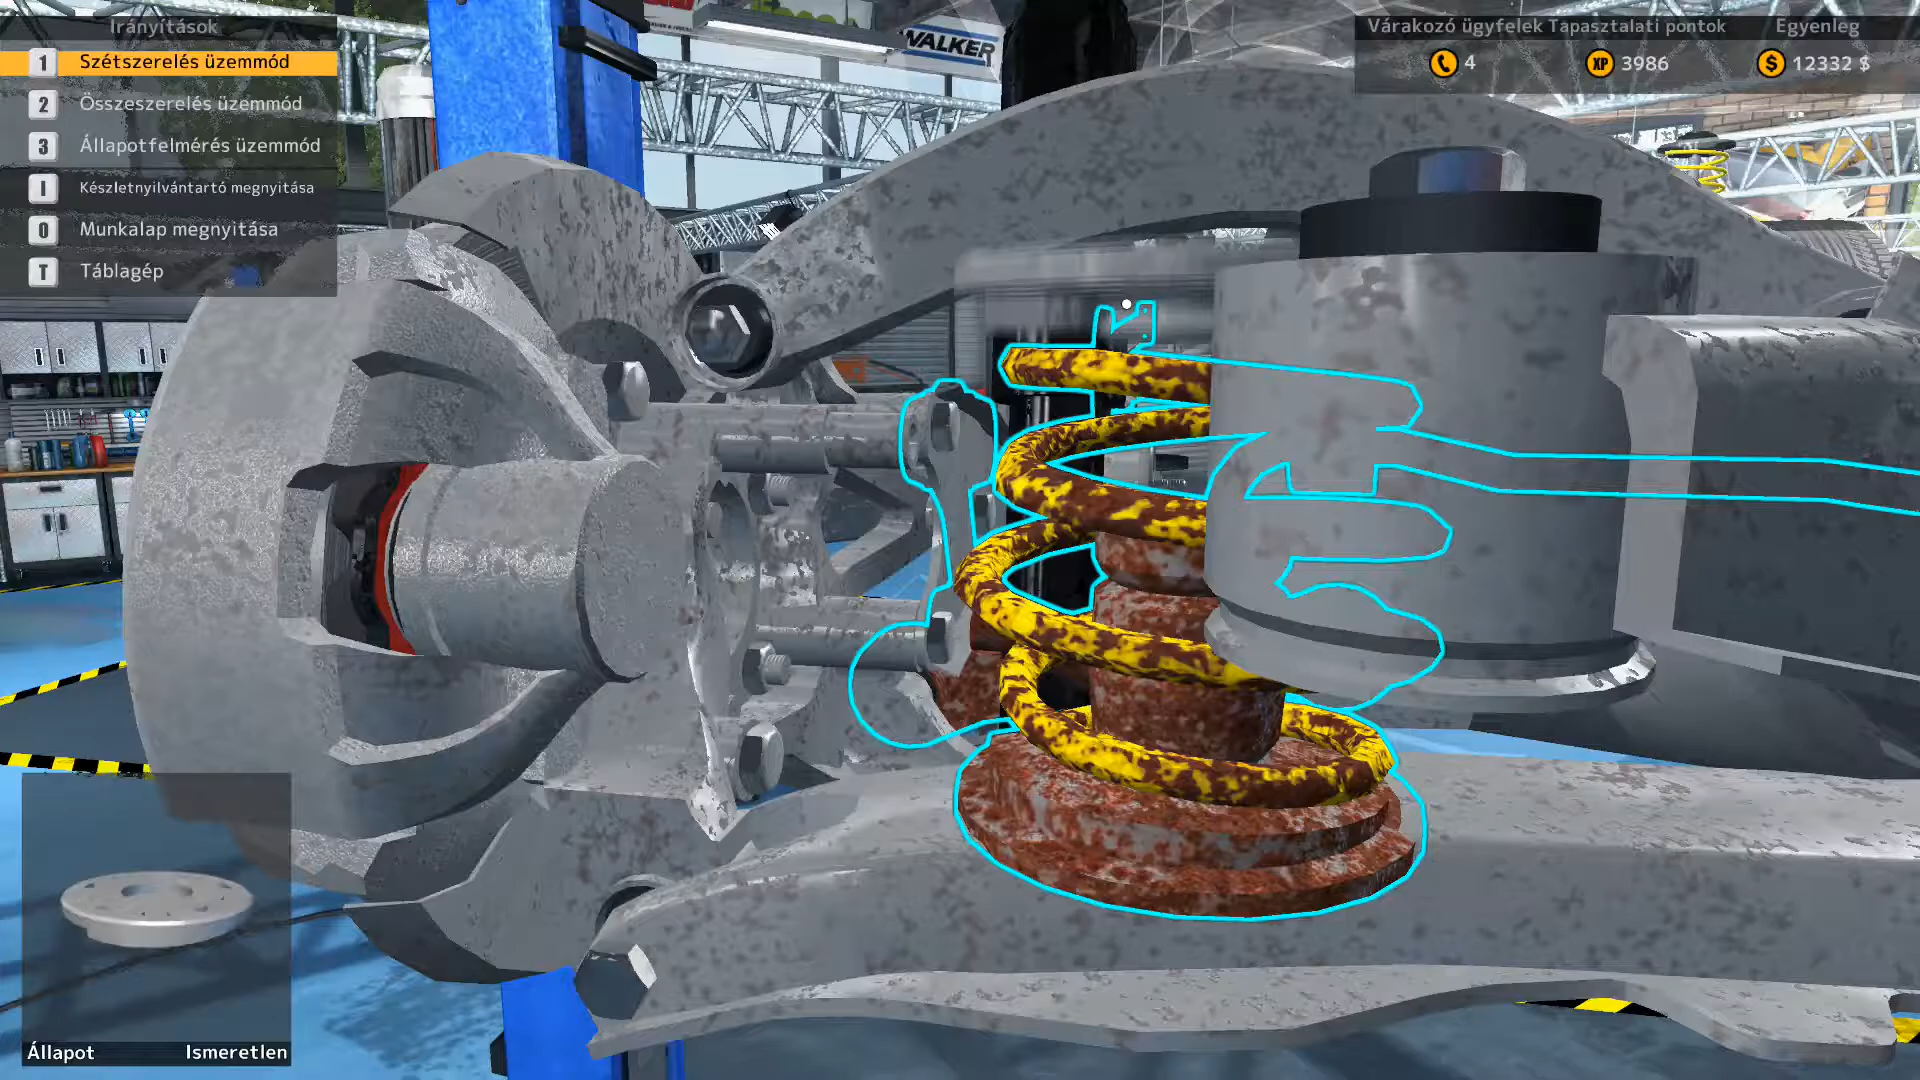 Irányítások
1 Szétszerelés üzemmód
2 Összeszerelés üzemmód
3 Állapotfelmérés üzemmód
I Készletnyilvántartó megnyitása
O Munkalap megnyitása
T Táblagép
Várakozó ügyfelek Tapasztalati pontok Egyenleg
4 XP 3986 $ 12332 $
WALKER
Állapot Ismeretlen